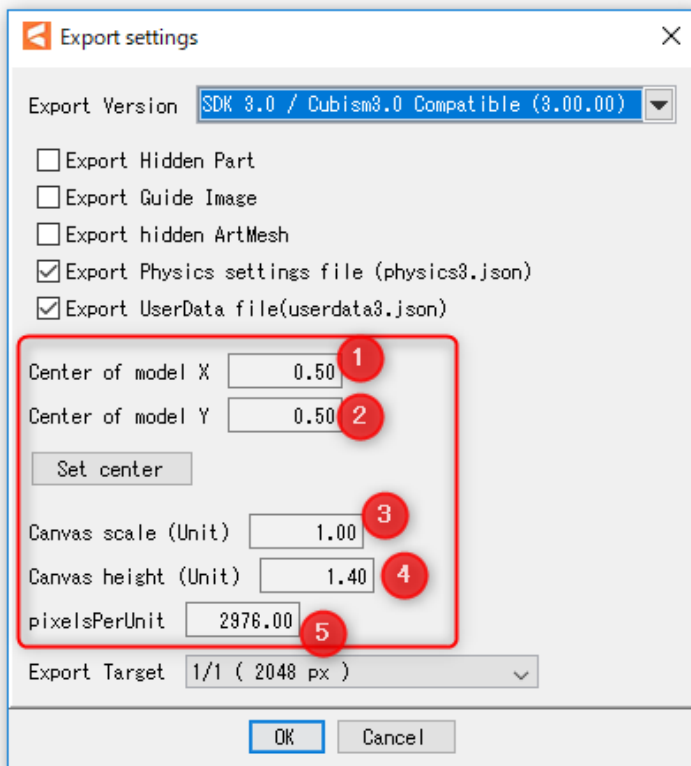 Export settings
Export Version SDK 3.0 / Cubism3.0 Compatible (3.00.00)
Export Hidden Part
Export Guide Image
Export hidden ArtMesh
Export Physics settings file (physics3.json)
Export UserData file(userdata3.json)
Center of model X 0.50 1
Center of model Y 0.50 2
Set center
Canvas scale (Unit) 1.00 3
Canvas height (Unit) 1.40 4
pixelsPerUnit 2976.00 5
Export Target 1/1 ( 2048 px )
OK Cancel